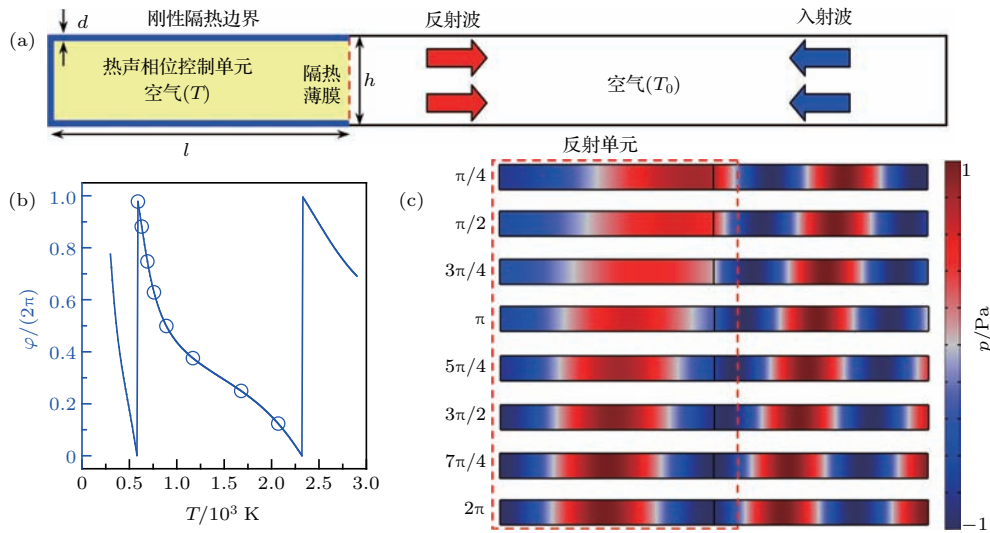 (a)
d
刚性隔热边界
反射波
入射波
热声相位控制单元
空气(T)
隔热
薄膜
h
空气(T₀)
l
反射单元
(b)
1.0
0.8
0.6
0.4
0.2
0
φ/(2π)
0 0.5 1.0 1.5 2.0 2.5 3.0
T/10³ K
(c)
π/4
π/2
3π/4
π
5π/4
3π/2
7π/4
2π
1
p/Pa
−1